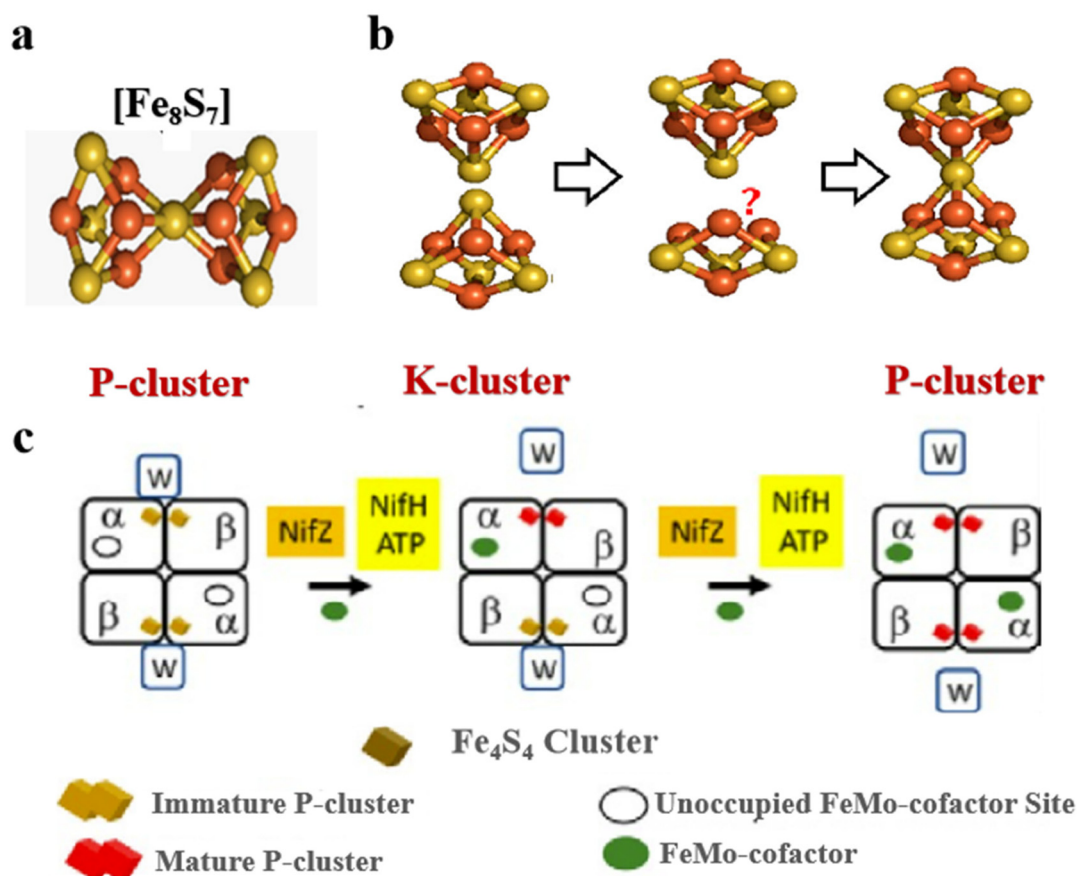 a
b
[Fe₈S₇]
?
P-cluster
K-cluster
P-cluster
c
W
W
W
α
β
NifZ
NifH
ATP
α
β
NifZ
NifH
ATP
α
β
β
α
β
α
β
α
W
W
W
Fe₄S₄ Cluster
Immature P-cluster
Unoccupied FeMo-cofactor Site
Mature P-cluster
FeMo-cofactor